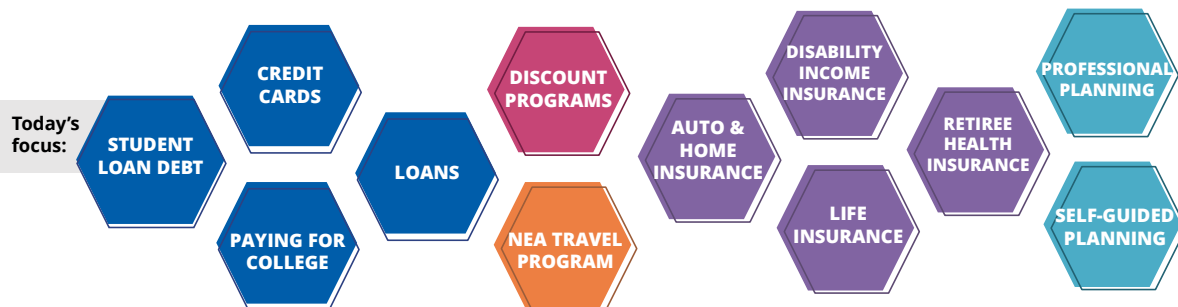 Today's
focus:
STUDENT
LOAN DEBT
CREDIT
CARDS
PAYING FOR
COLLEGE
LOANS
DISCOUNT
PROGRAMS
NEA TRAVEL
PROGRAM
AUTO &
HOME
INSURANCE
DISABILITY
INCOME
INSURANCE
LIFE
INSURANCE
RETIREE
HEALTH
INSURANCE
PROFESSIONAL
PLANNING
SELF-GUIDED
PLANNING